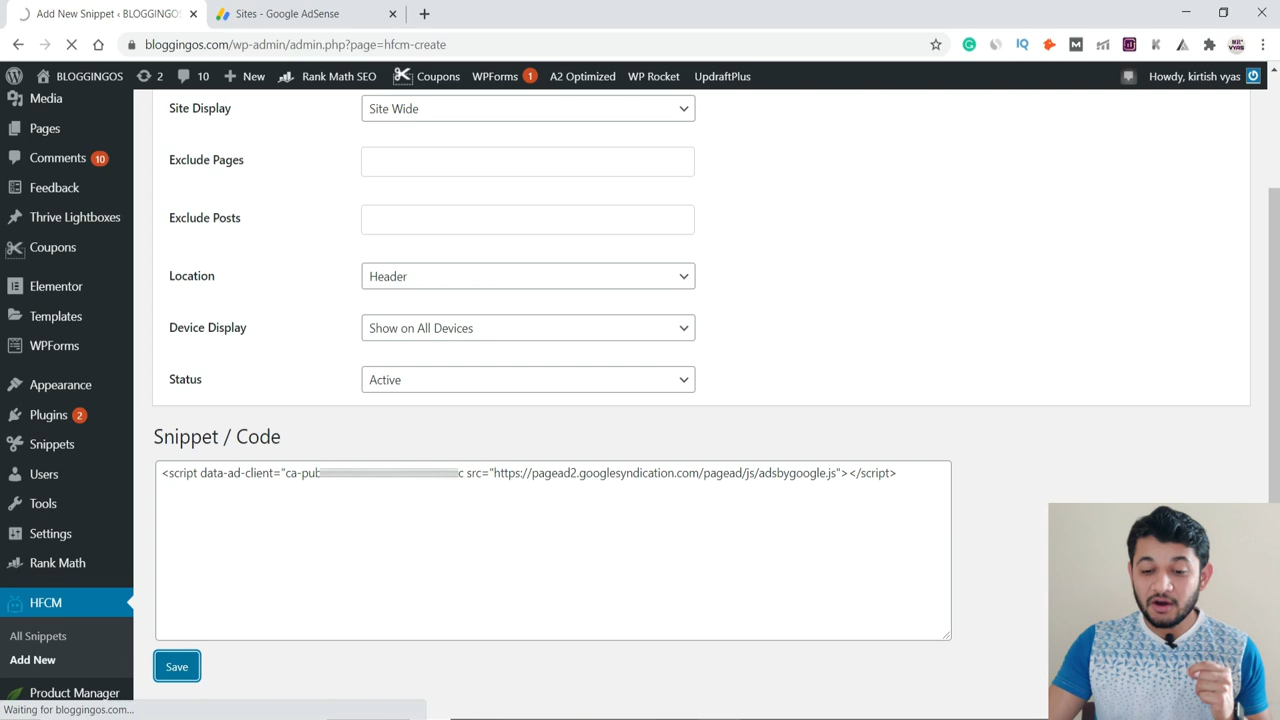 Add New Snippet ‹ BLOGGINGOS
Sites - Google AdSense
bloggingos.com/wp-admin/admin.php?page=hfcm-create
BLOGGINGOS 2 10 New Rank Math SEO Coupons WPForms 1 A2 Optimized WP Rocket UpdraftPlus Howdy, kirtish vyas
Media
Pages
Comments 10
Feedback
Thrive Lightboxes
Coupons
Elementor
Templates
WPForms
Appearance
Plugins 2
Snippets
Users
Tools
Settings
Rank Math
HFCM
All Snippets
Add New
Product Manager
Site Display Site Wide
Exclude Pages
Exclude Posts
Location Header
Device Display Show on All Devices
Status Active
Snippet / Code
<script data-ad-client="ca-pub c src="https://pagead2.googlesyndication.com/pagead/js/adsbygoogle.js"></script>
Save
Waiting for bloggingos.com...